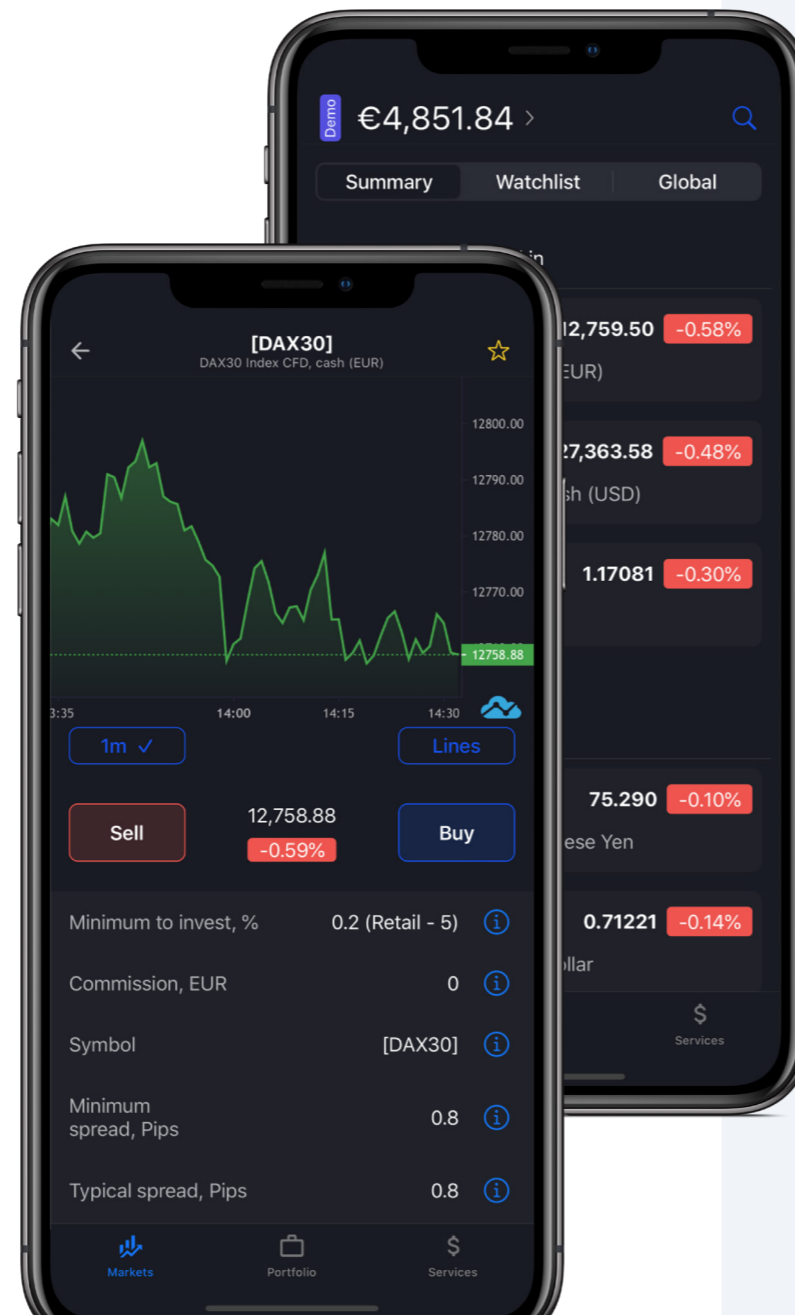 Demo
€4,851.84 >
Summary
Watchlist
Global
12,759.50 -0.58%
EUR)
27,363.58 -0.48%
(USD)
1.17081 -0.30%
75.290 -0.10%
Yen
0.71221 -0.14%
$
Services
[DAX30]
DAX30 Index CFD, cash (EUR)
12800.00
12790.00
12780.00
12770.00
12758.88
3:35
14:00
14:15
14:30
1m ✓
Lines
Sell
12,758.88
-0.59%
Buy
Minimum to invest, % 0.2 (Retail - 5) i
Commission, EUR 0 i
Symbol [DAX30] i
Minimum
spread, Pips 0.8 i
Typical spread, Pips 0.8 i
Markets
Portfolio
$
Services